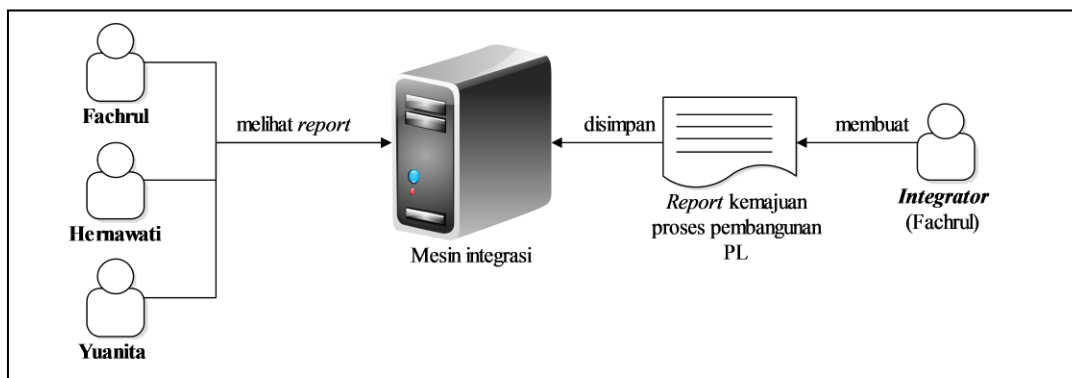 Fachrul
Hernawati
Yuanita
melihat report
Mesin integrasi
disimpan
Report kemajuan
proses pembangunan
PL
membuat
Integrator
(Fachrul)